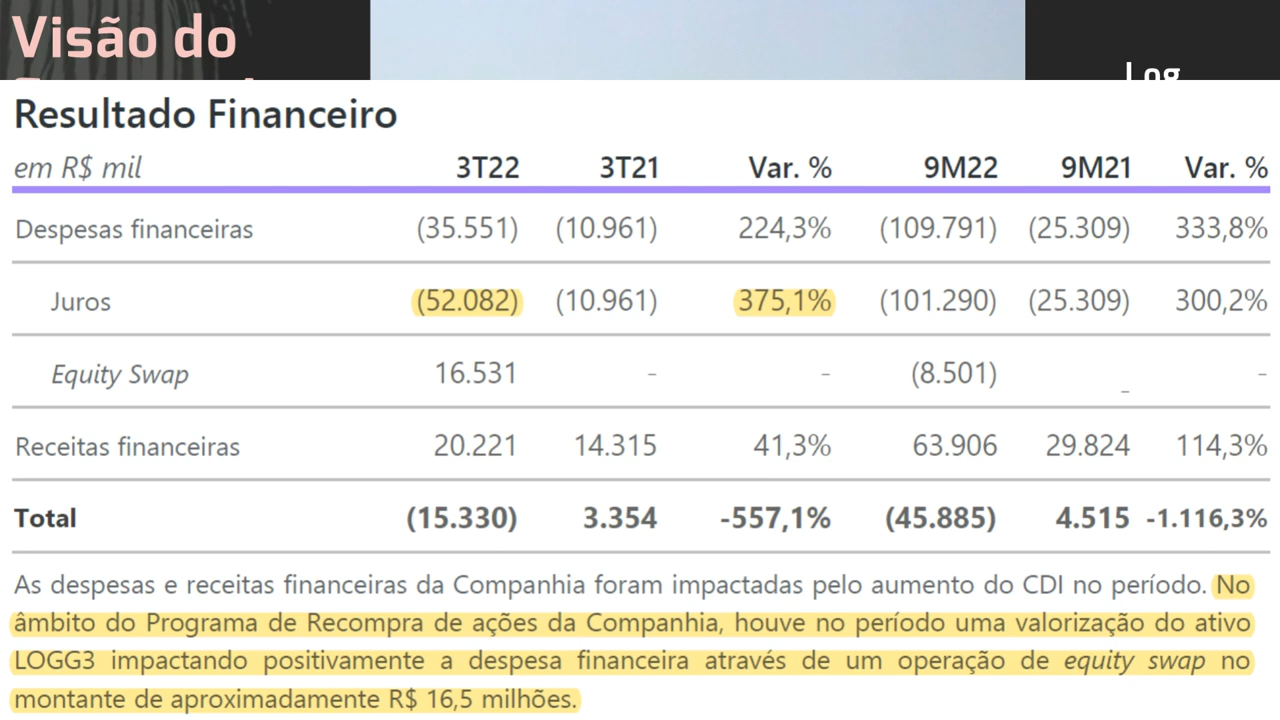 Visão do
Log
Resultado Financeiro
em R$ mil 3T22 3T21 Var. % 9M22 9M21 Var. %
Despesas financeiras (35.551) (10.961) 224,3% (109.791) (25.309) 333,8%
Juros (52.082) (10.961) 375,1% (101.290) (25.309) 300,2%
Equity Swap 16.531 - - (8.501) - -
Receitas financeiras 20.221 14.315 41,3% 63.906 29.824 114,3%
Total (15.330) 3.354 -557,1% (45.885) 4.515 -1.116,3%
As despesas e receitas financeiras da Companhia foram impactadas pelo aumento do CDI no período. No
âmbito do Programa de Recompra de ações da Companhia, houve no período uma valorização do ativo
LOGG3 impactando positivamente a despesa financeira através de um operação de equity swap no
montante de aproximadamente R$ 16,5 milhões.